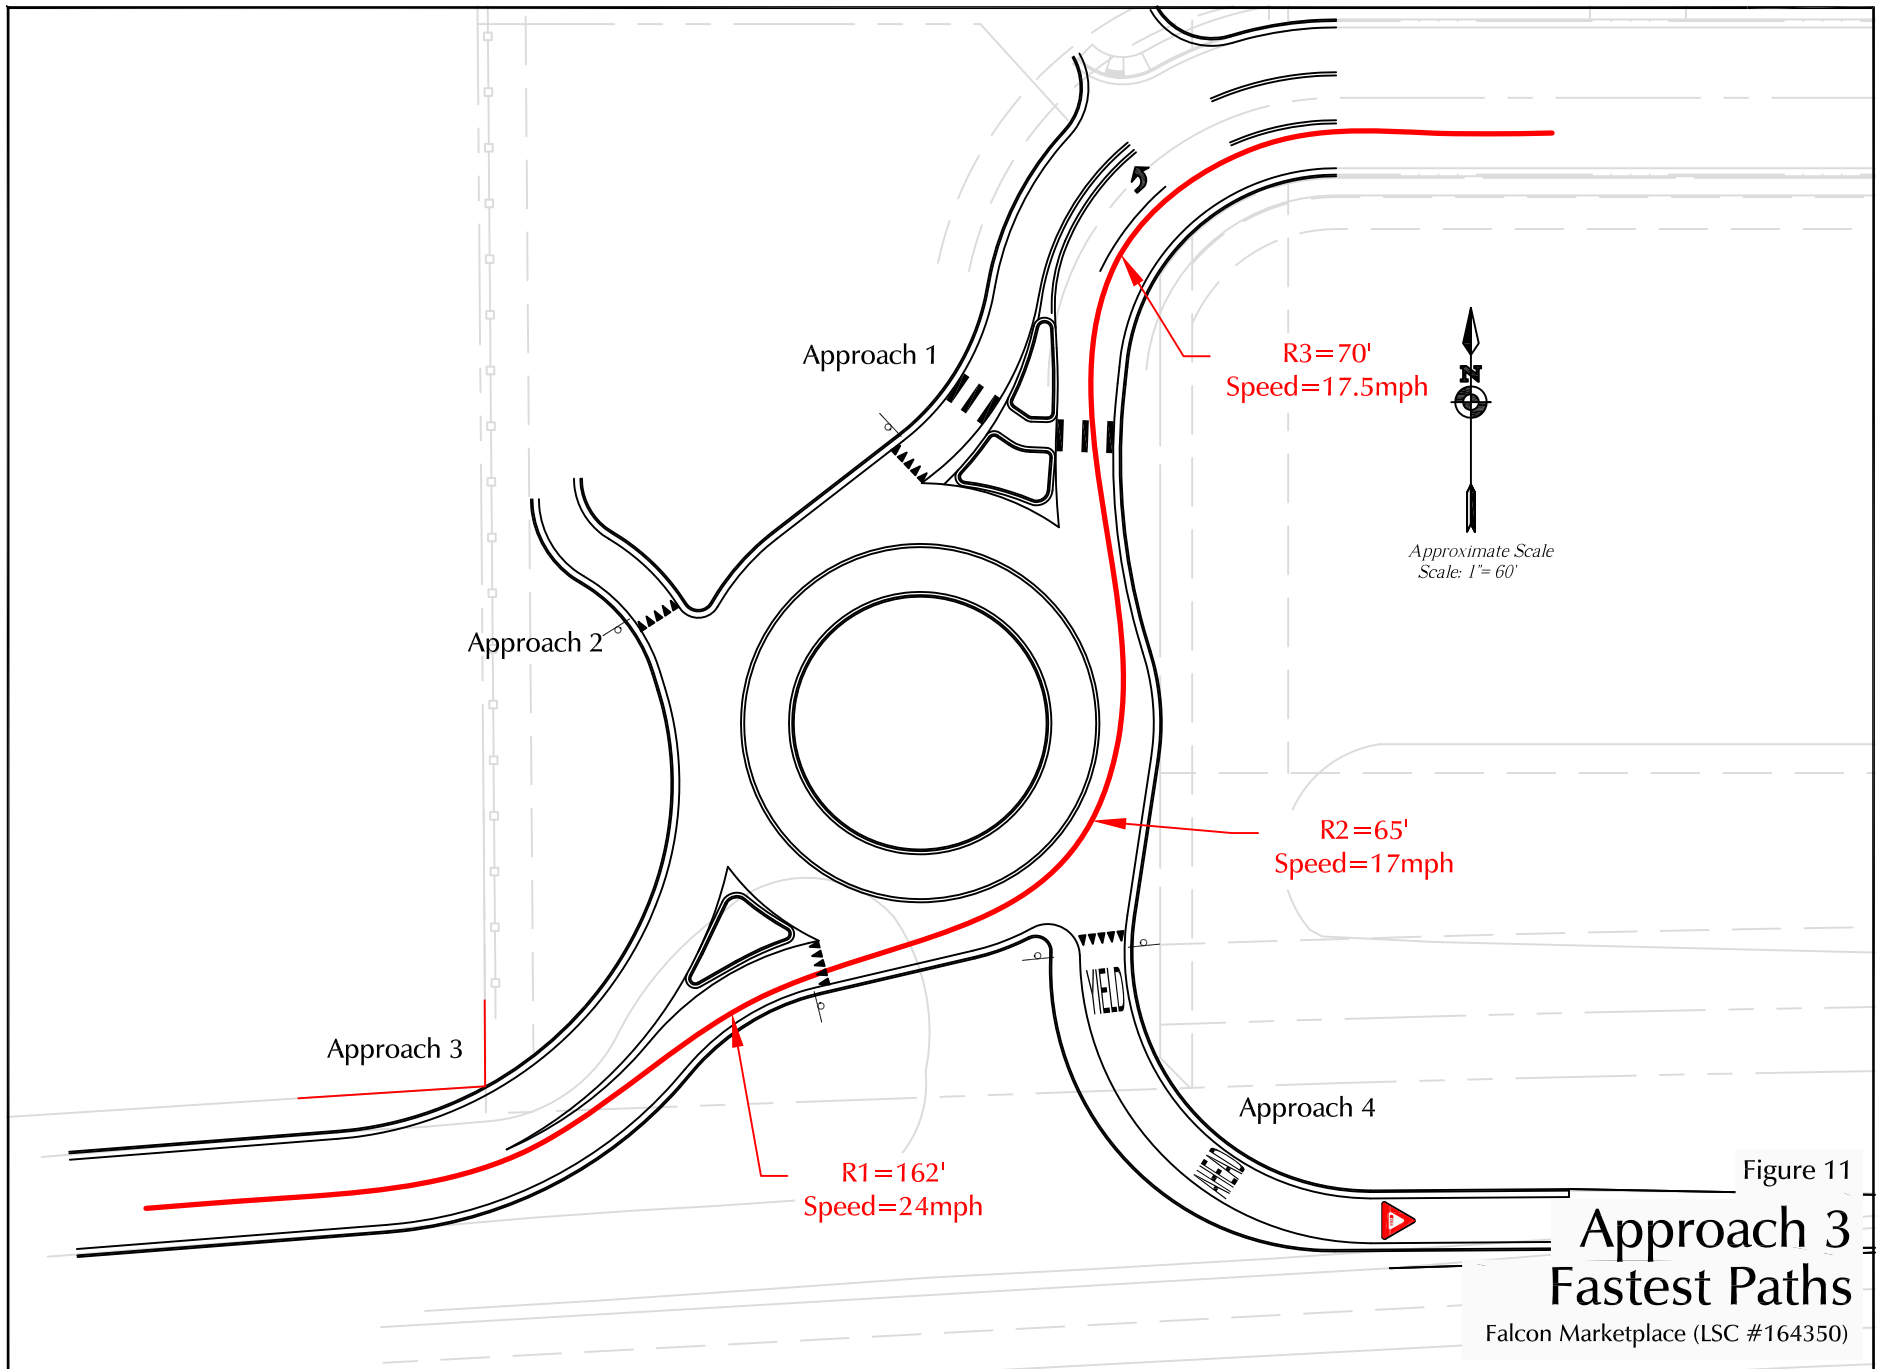 Approach 1
R3=70'
Speed=17.5mph
N
Approximate Scale
Scale: 1"= 60'
Approach 2
R2=65'
Speed=17mph
YIELD
Approach 3
Approach 4
R1=162'
Speed=24mph
Figure 11
Approach 3
Fastest Paths
Falcon Marketplace (LSC #164350)